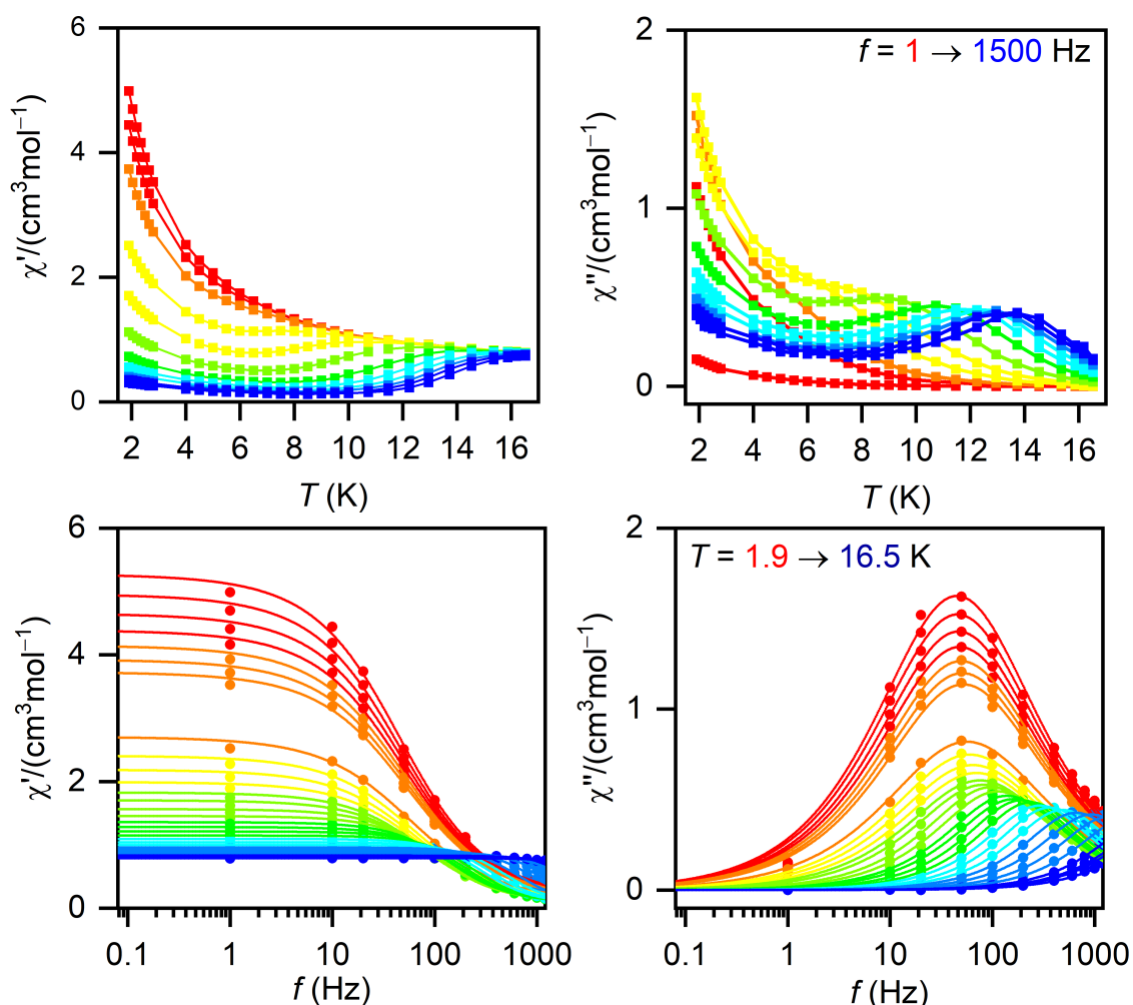 6
4
2
0
χ'/(cm³mol⁻¹)
2 4 6 8 10 12 14 16
T (K)
f = 1 → 1500 Hz
2
1
0
χ''/(cm³mol⁻¹)
2 4 6 8 10 12 14 16
T (K)
6
4
2
0
χ'/(cm³mol⁻¹)
0.1 1 10 100 1000
f (Hz)
T = 1.9 → 16.5 K
2
1
0
χ''/(cm³mol⁻¹)
0.1 1 10 100 1000
f (Hz)